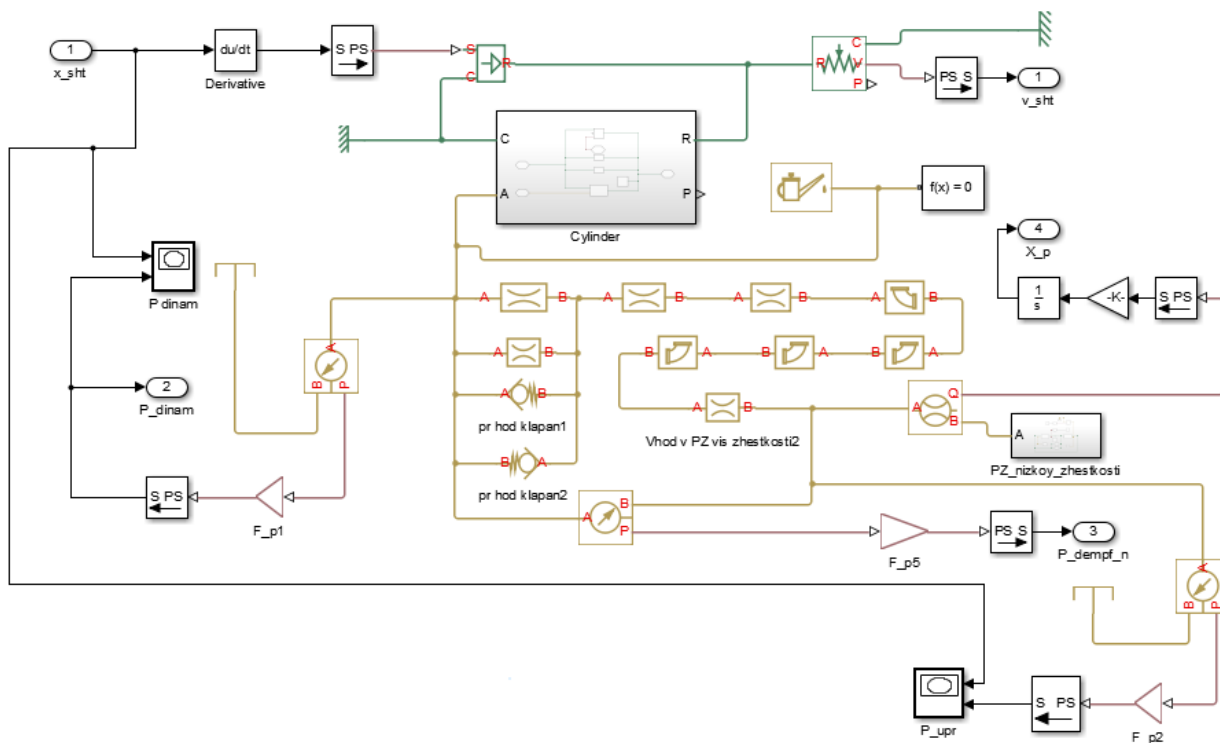 1
x_sht
du/dt
Derivative
S PS
S
R
C
C
R
V
P
PS S
1
v_sht
C
R
A
P
Cylinder
f(x) = 0
4
X_p
P dinam
A
B
A
B
A
B
A
B
1
s
-K-
S PS
A
B
P
A
B
B
A
B
A
B
A
2
P_dinam
A
B
pr hod klapan1
A
B
Vhod v PZ vis zhestkosti2
A
Q
B
A
PZ_nizkoy_zhestkosti
B
A
pr hod klapan2
S PS
F_p1
A
B
P
F_p5
PS S
3
P_dempf_n
A
B
P
P_upr
S PS
F_p2